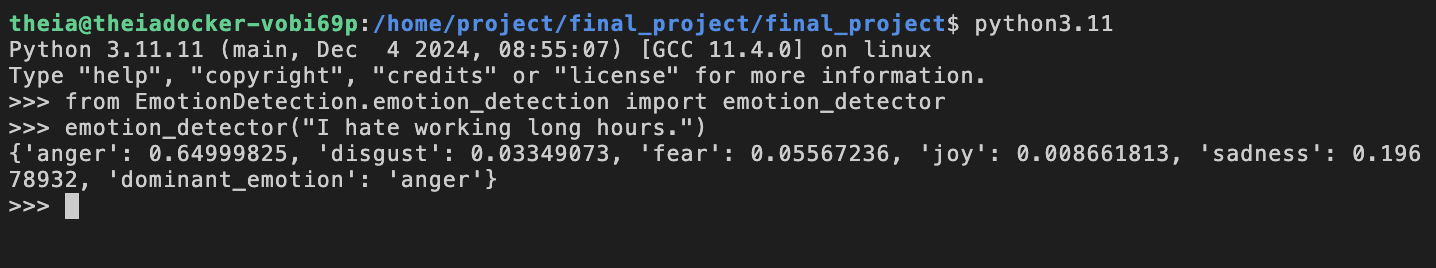 theia@theiadocker-vobi69p:/home/project/final_project/final_project$ python3.11
Python 3.11.11 (main, Dec  4 2024, 08:55:07) [GCC 11.4.0] on linux
Type "help", "copyright", "credits" or "license" for more information.
>>> from EmotionDetection.emotion_detection import emotion_detector
>>> emotion_detector("I hate working long hours.")
{'anger': 0.64999825, 'disgust': 0.03349073, 'fear': 0.05567236, 'joy': 0.008661813, 'sadness': 0.196
78932, 'dominant_emotion': 'anger'}
>>>